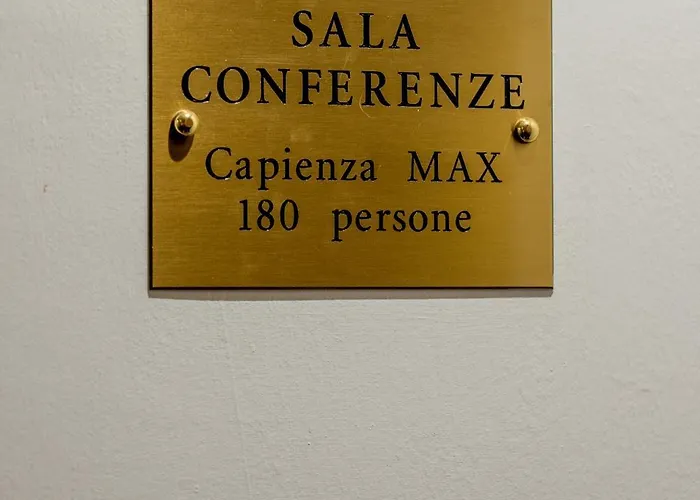 SALA
CONFERENZE
Capienza MAX
180 persone